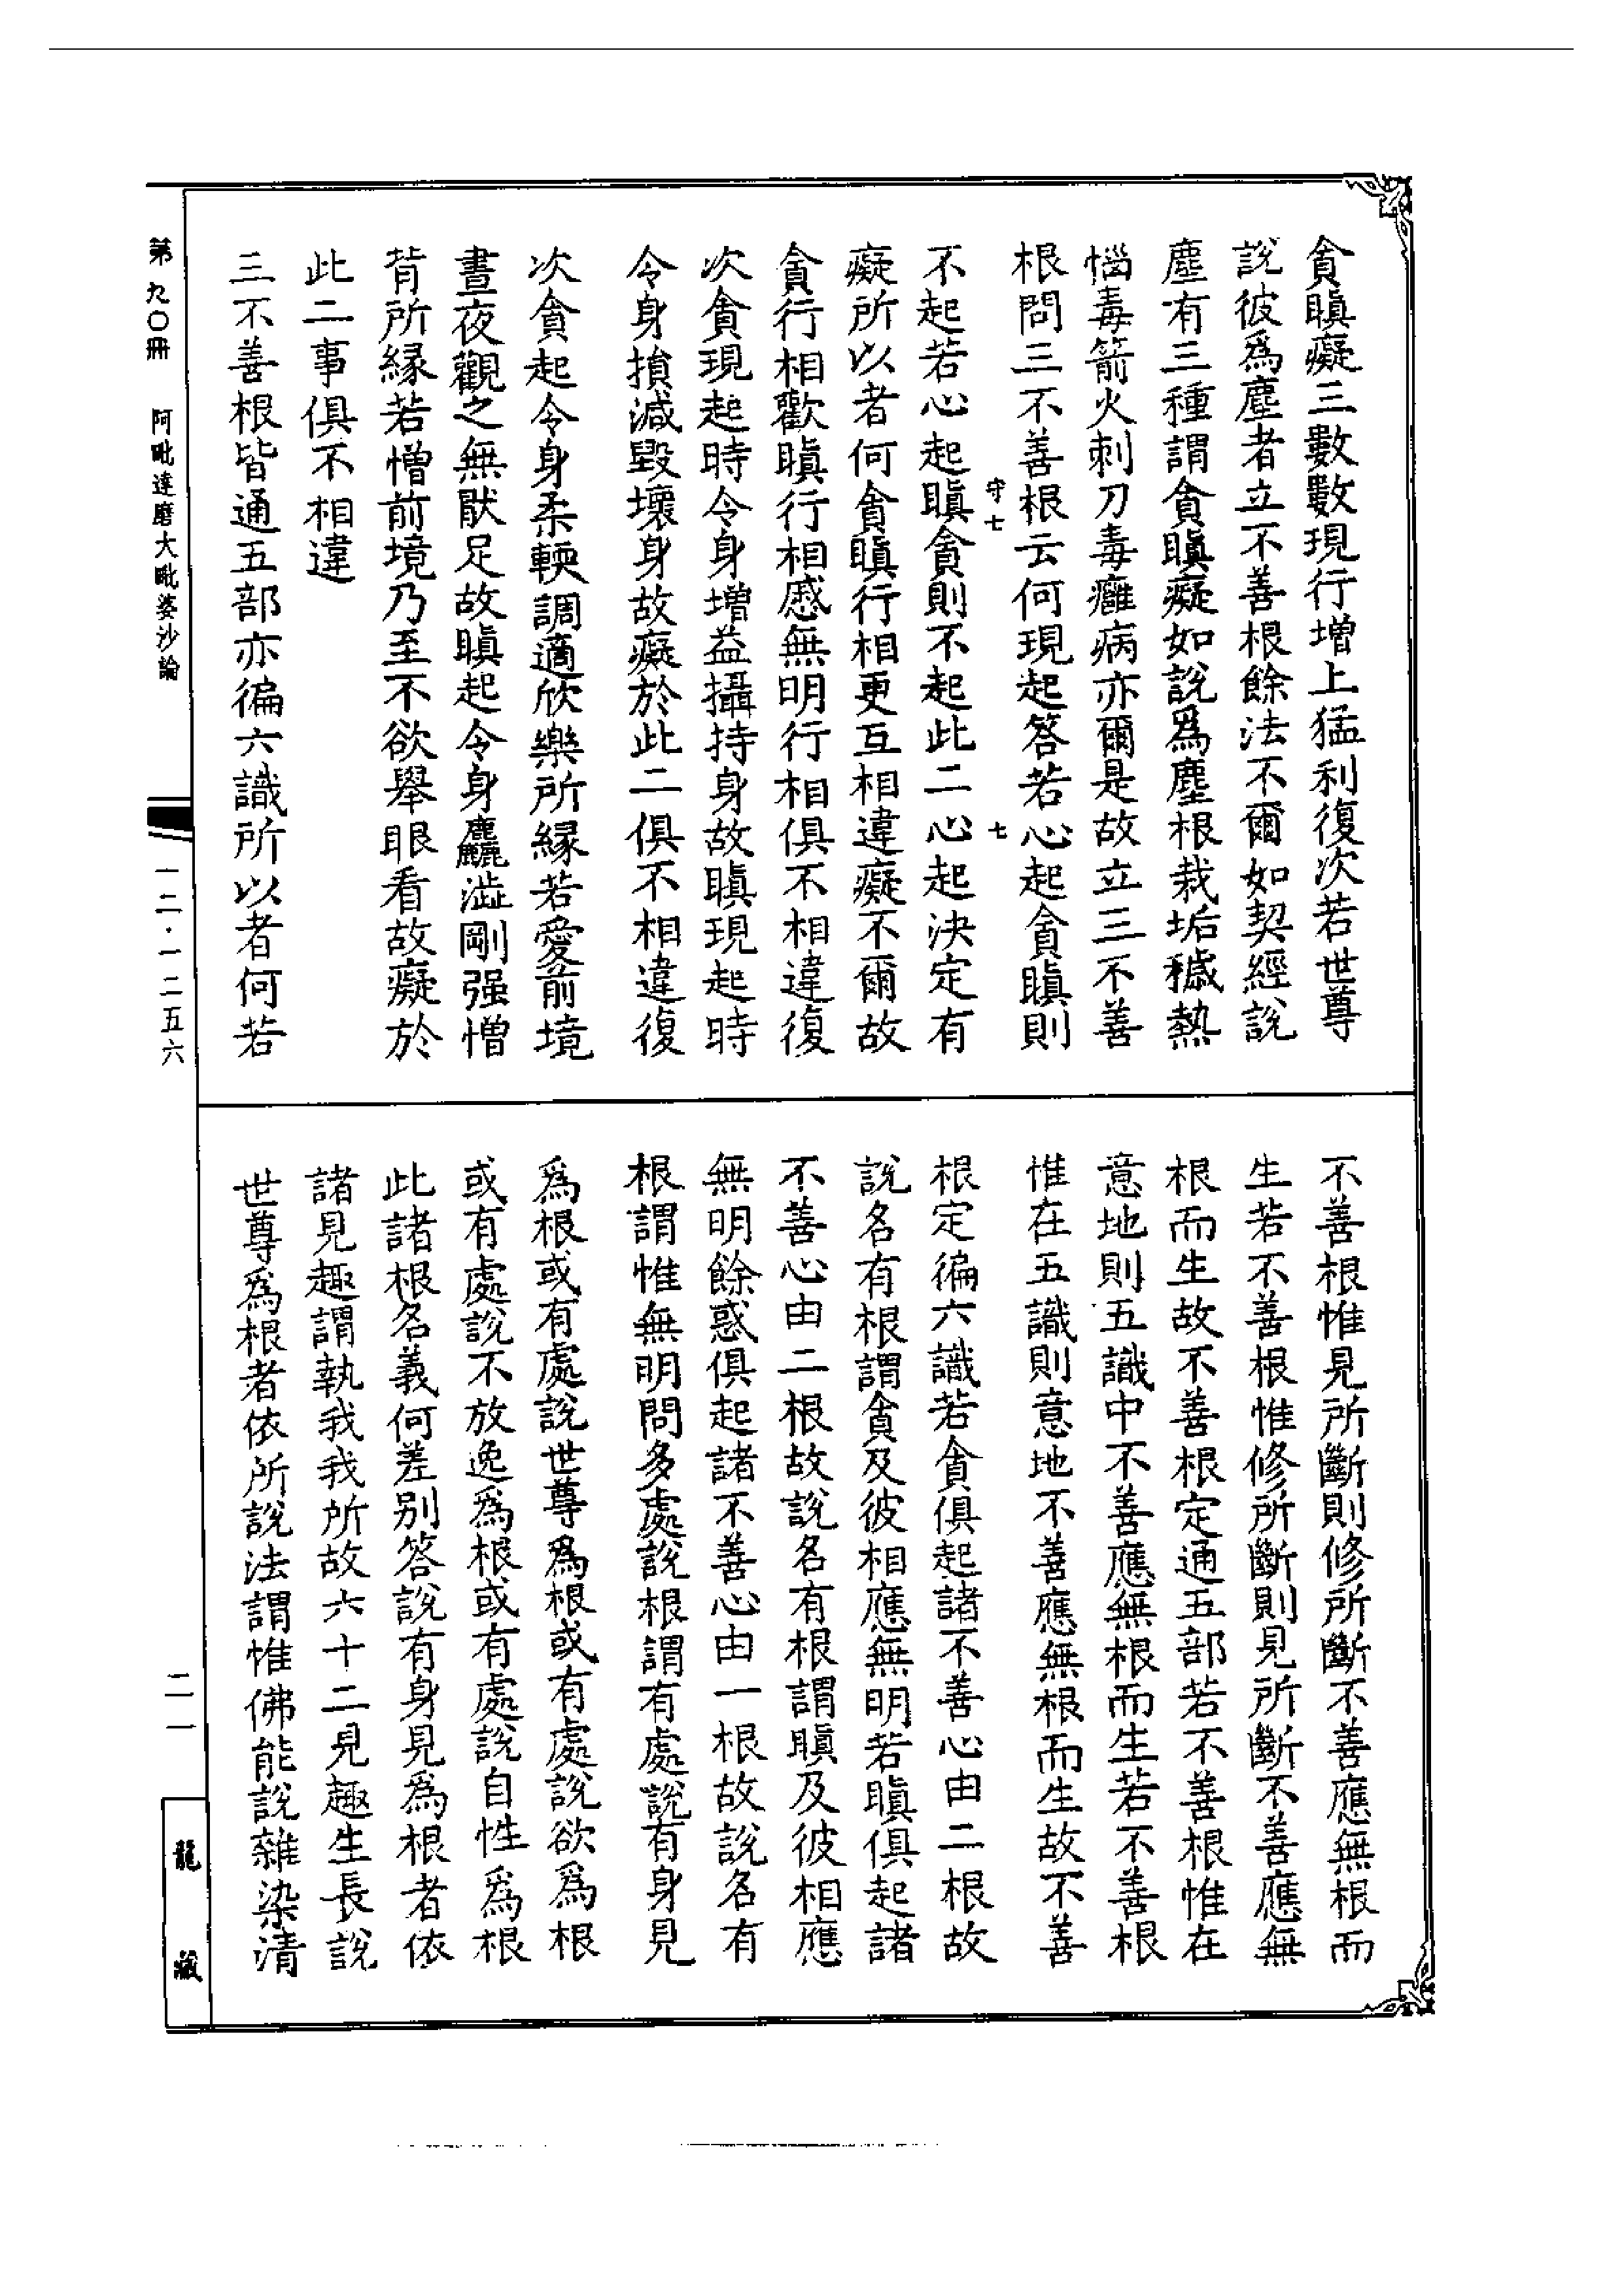 貪瞋癡三數數現行增上猛利復次若世尊
說彼爲塵者立不善根餘法不爾如契經說
塵有三種謂貪瞋癡如說爲塵根栽垢穢熱
惱毒箭火刺刀毒癰病亦爾是故立三不善
根問三不善根云何現起答若心起貪瞋則
守七
七
不起若心起瞋貪則不起此二心起決定有
癡所以者何貪瞋行相更互相違癡不爾故
貪行相歡瞋行相慼無明行相俱不相違復
次貪現起時令身增益攝持身故瞋現起時
令身損減毀壞身故癡於此二俱不相違復
次貪起令身柔輭調適欣樂所緣若愛前境
晝夜觀之無猒足故瞋起令身麤澁剛强憎
背所緣若憎前境乃至不欲舉眼看故癡於
此二事俱不相違
三不善根皆通五部亦徧六識所以者何若
不善根惟見所斷則修所斷不善應無根而
生若不善根惟修所斷則見所斷不善應無
根而生故不善根定通五部若不善根惟在
意地則五識中不善應無根而生若不善根
惟在五識則意地不善應無根而生故不善
根定徧六識若貪俱起諸不善心由二根故
說名有根謂貪及彼相應無明若瞋俱起諸
不善心由二根故說名有根謂瞋及彼相應
無明餘惑俱起諸不善心由一根故說名有
根謂惟無明問多處說根謂有處說有身見
爲根或有處說世尊爲根或有處說欲爲根
或有處說不放逸爲根或有處說自性爲根
此諸根名義何差别答說有身見爲根者依
諸見趣謂執我我所故六十二見趣生長說
世尊爲根者依所說法謂惟佛能說雜染清
第九〇冊 阿毗達磨大毗婆沙論
一二·一二五六
二一
龍藏